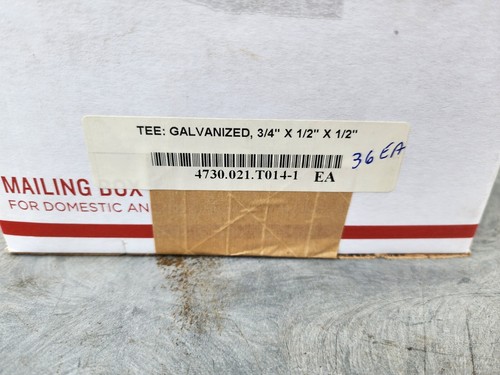 TEE: GALVANIZED, 3/4" X 1/2" X 1/2"
36 EA
4730.021.T014-1 EA
MAILING BOX
FOR DOMESTIC AN